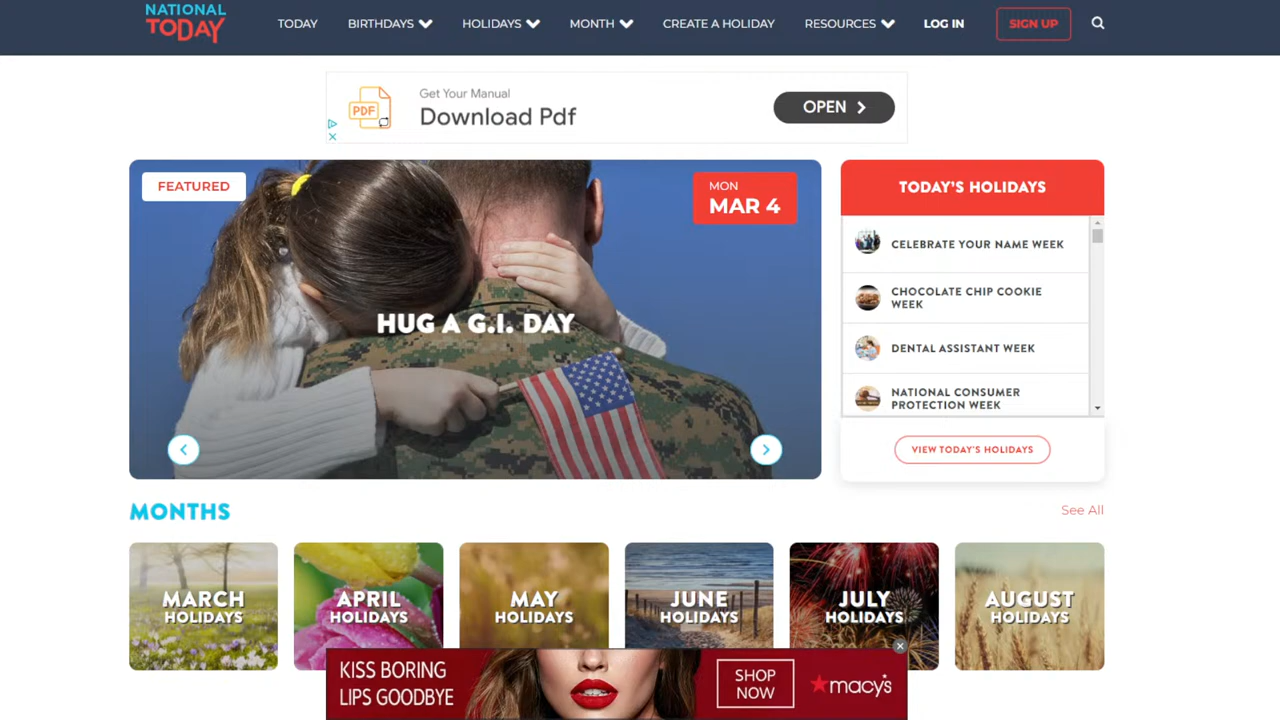 NATIONAL
TODAY
TODAY
BIRTHDAYS
HOLIDAYS
MONTH
CREATE A HOLIDAY
RESOURCES
LOG IN
SIGN UP
PDF
Get Your Manual
Download Pdf
OPEN
FEATURED
MON
MAR 4
HUG A G.I. DAY
TODAY'S HOLIDAYS
CELEBRATE YOUR NAME WEEK
CHOCOLATE CHIP COOKIE
WEEK
DENTAL ASSISTANT WEEK
NATIONAL CONSUMER
PROTECTION WEEK
VIEW TODAY'S HOLIDAYS
MONTHS
See All
MARCH
HOLIDAYS
APRIL
HOLIDAYS
MAY
HOLIDAYS
JUNE
HOLIDAYS
JULY
HOLIDAYS
AUGUST
HOLIDAYS
KISS BORING
LIPS GOODBYE
SHOP
NOW
macy's